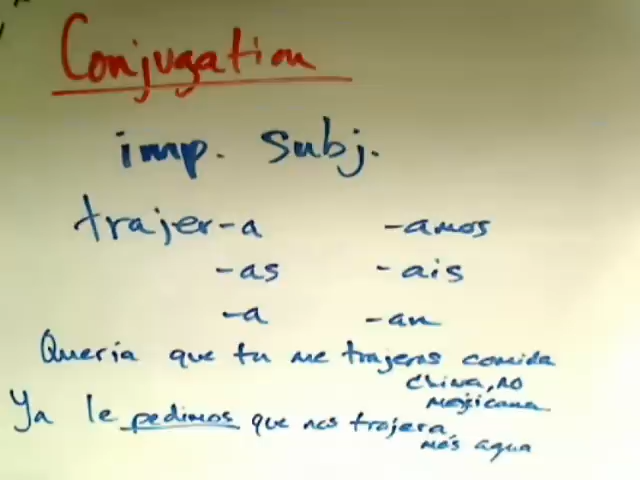 Conjugation
imp. Subj.
trajer-a -amos
-as -ais
-a -an
Quería que tu me trajeras comida
china, no
mejicana
Ya le pedimos que nos trajera
más agua